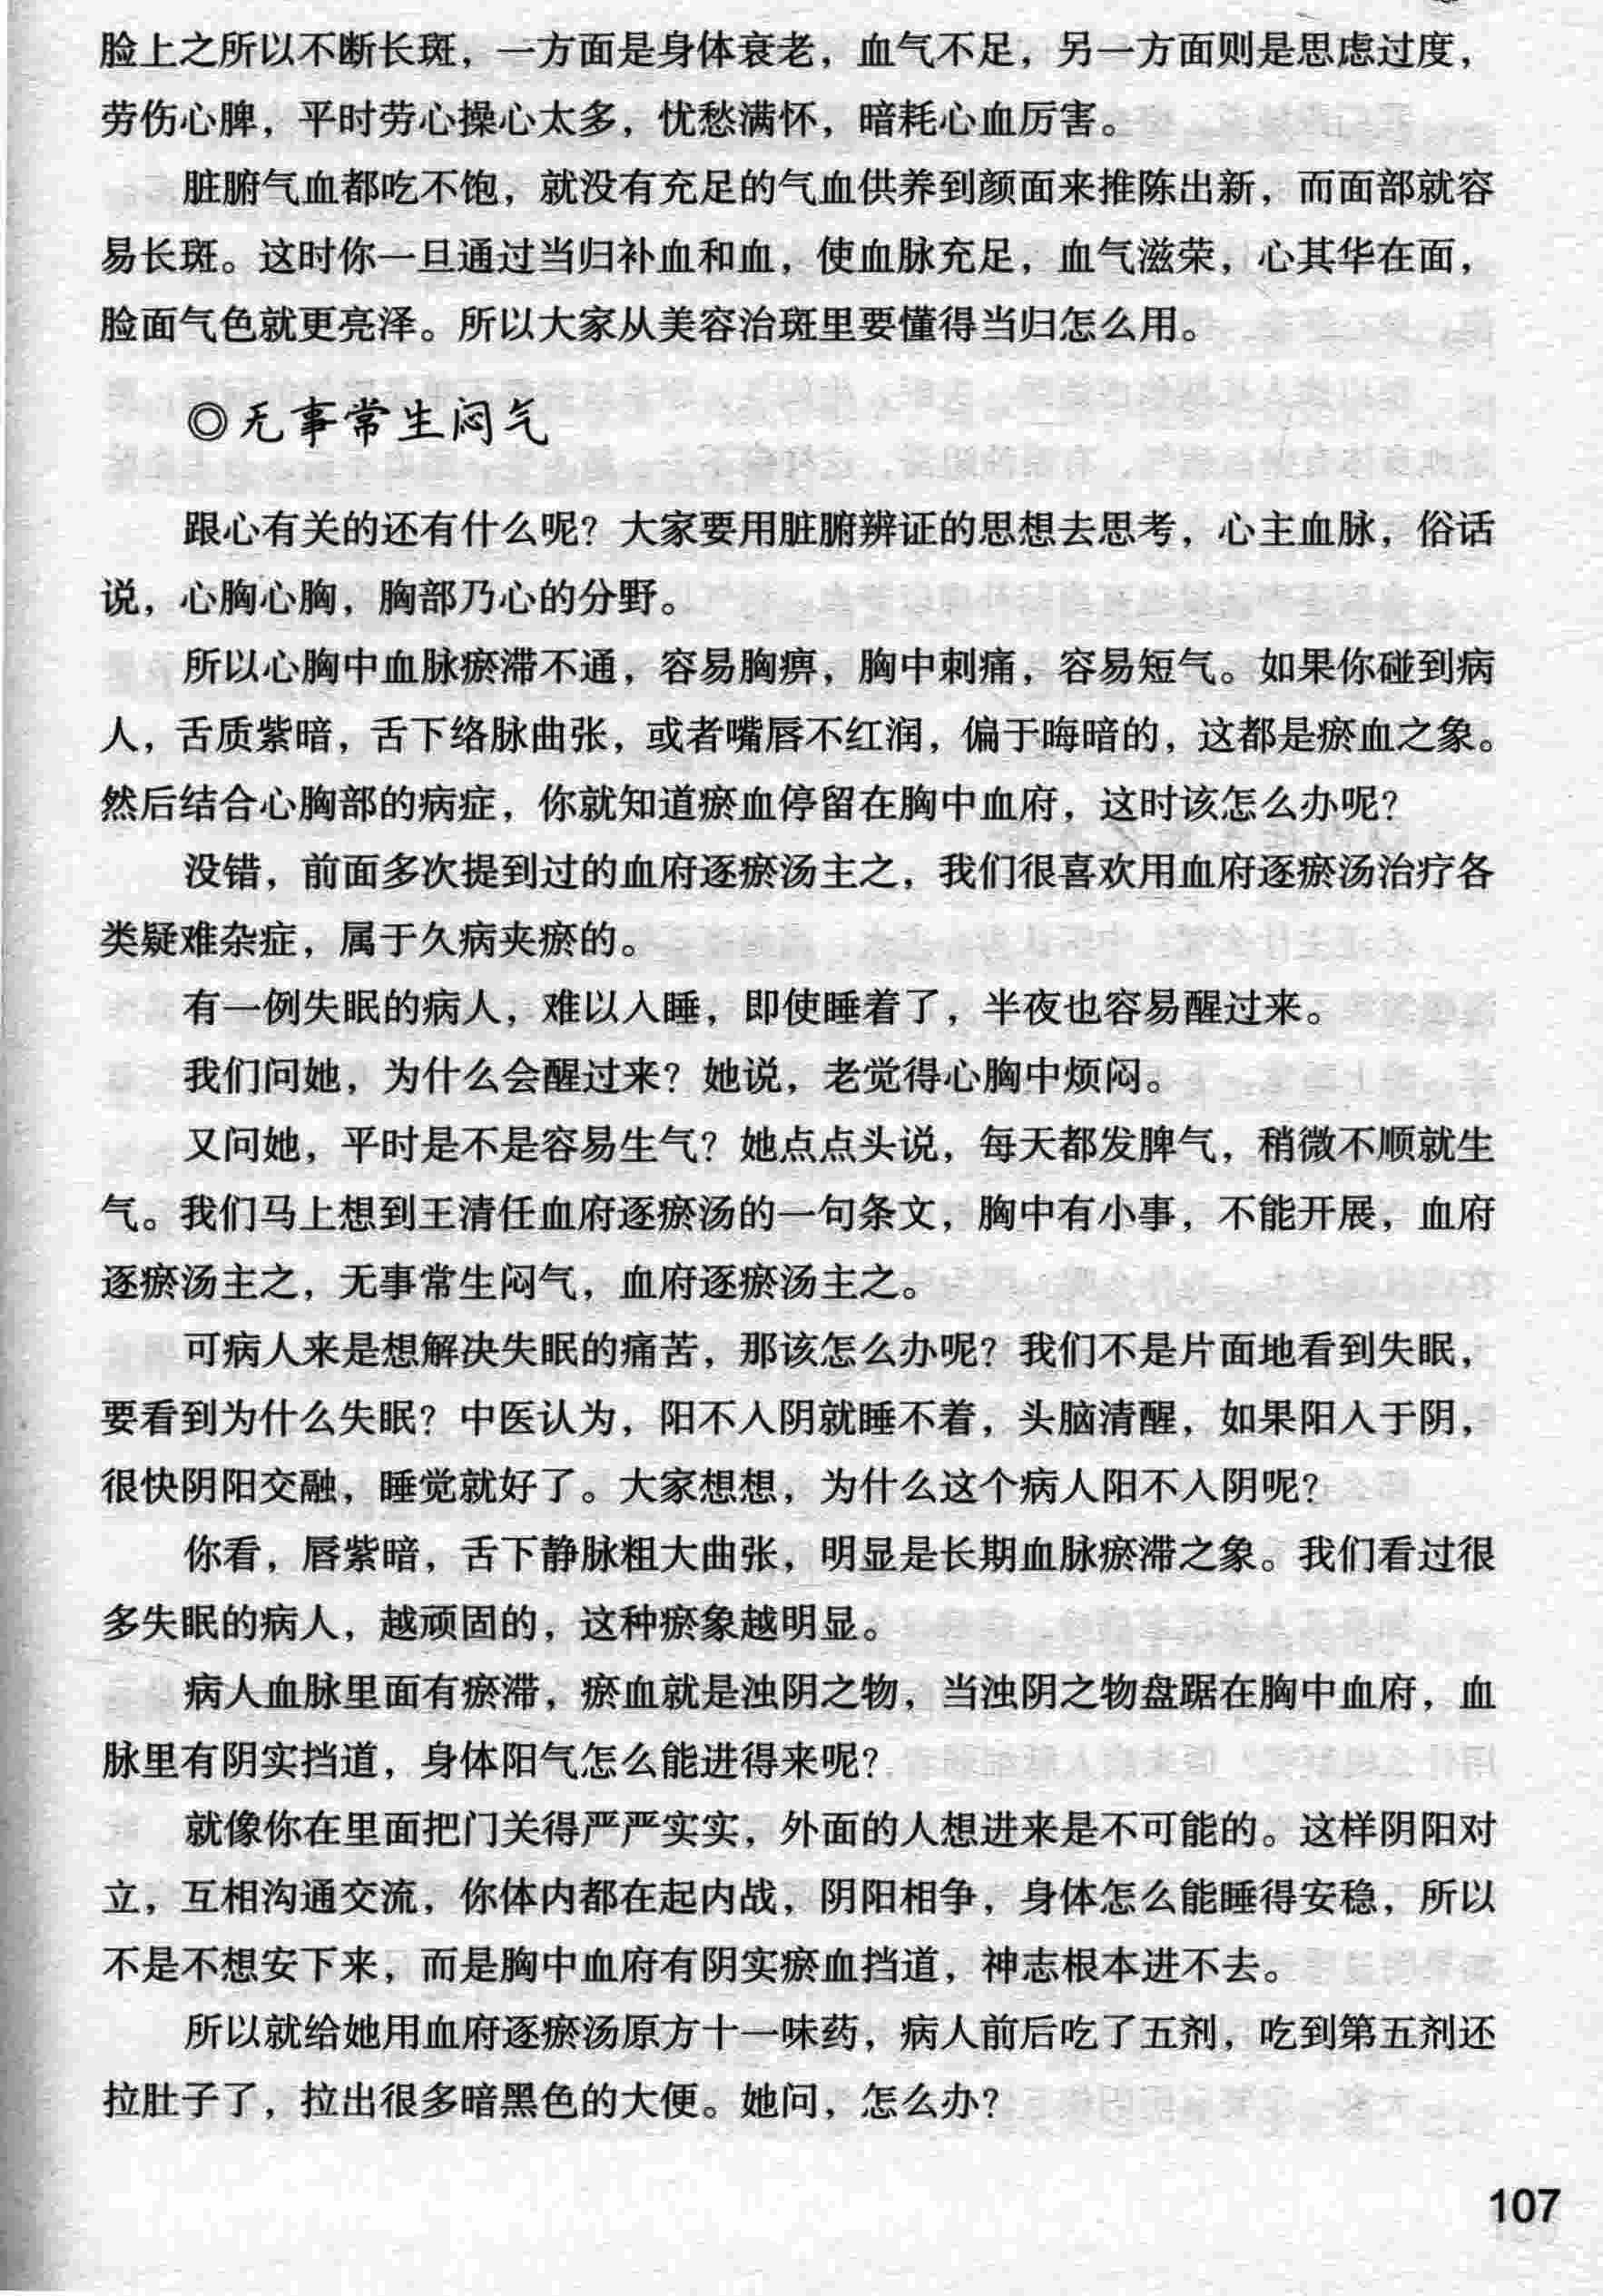 脸上之所以不断长斑，一方面是身体衰老，血气不足，另一方面则是思虑过度，
劳伤心脾，平时劳心操心太多，忧愁满怀，暗耗心血厉害。
脏腑气血都吃不饱，就没有充足的气血供养到颜面来推陈出新，而面部就容
易长斑。这时你一旦通过当归补血和血，使血脉充足，血气滋荣，心其华在面，
脸面气色就更亮泽。所以大家从美容治斑里要懂得当归怎么用。
◎无事常生闷气
跟心有关的还有什么呢？大家要用脏腑辨证的思想去思考，心主血脉，俗话
说，心胸心胸，胸部乃心的分野。
所以心胸中血脉瘀滞不通，容易胸痹，胸中刺痛，容易短气。如果你碰到病
人，舌质紫暗，舌下络脉曲张，或者嘴唇不红润，偏于晦暗的，这都是瘀血之象。
然后结合心胸部的病症，你就知道瘀血停留在胸中血府，这时该怎么办呢？
没错，前面多次提到过的血府逐瘀汤主之，我们很喜欢用血府逐瘀汤治疗各
类疑难杂症，属于久病夹瘀的。
有一例失眠的病人，难以入睡，即使睡着了，半夜也容易醒过来。
我们问她，为什么会醒过来？她说，老觉得心胸中烦闷。
又问她，平时是不是容易生气？她点点头说，每天都发脾气，稍微不顺就生
气。我们马上想到王清任血府逐瘀汤的一句条文，胸中有小事，不能开展，血府
逐瘀汤主之，无事常生闷气，血府逐瘀汤主之。
可病人来是想解决失眠的痛苦，那该怎么办呢？我们不是片面地看到失眠，
要看到为什么失眠？中医认为，阳不入阴就睡不着，头脑清醒，如果阳入于阴，
很快阴阳交融，睡觉就好了。大家想想，为什么这个病人阳不入阴呢？
你看，唇紫暗，舌下静脉粗大曲张，明显是长期血脉瘀滞之象。我们看过很
多失眠的病人，越顽固的，这种瘀象越明显。
病人血脉里面有瘀滞，瘀血就是浊阴之物，当浊阴之物盘踞在胸中血府，血
脉里有阴实挡道，身体阳气怎么能进得来呢？
就像你在里面把门关得严严实实，外面的人想进来是不可能的。这样阴阳对
立，互相沟通交流，你体内都在起内战，阴阳相争，身体怎么能睡得安稳，所以
不是不想安下来，而是胸中血府有阴实瘀血挡道，神志根本进不去。
所以就给她用血府逐瘀汤原方十一味药，病人前后吃了五剂，吃到第五剂还
拉肚子了，拉出很多暗黑色的大便。她问，怎么办？
107